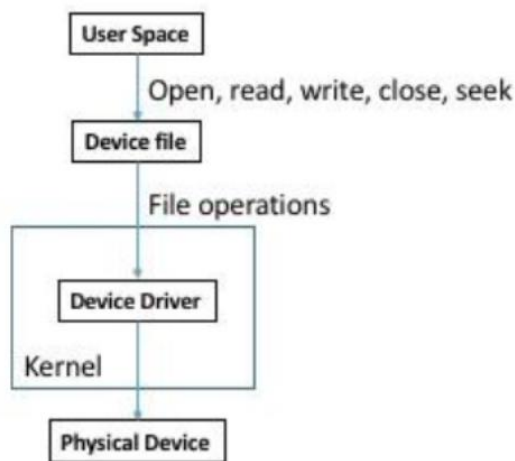 User Space
Open, read, write, close, seek
Device file
File operations
Device Driver
Kernel
Physical Device